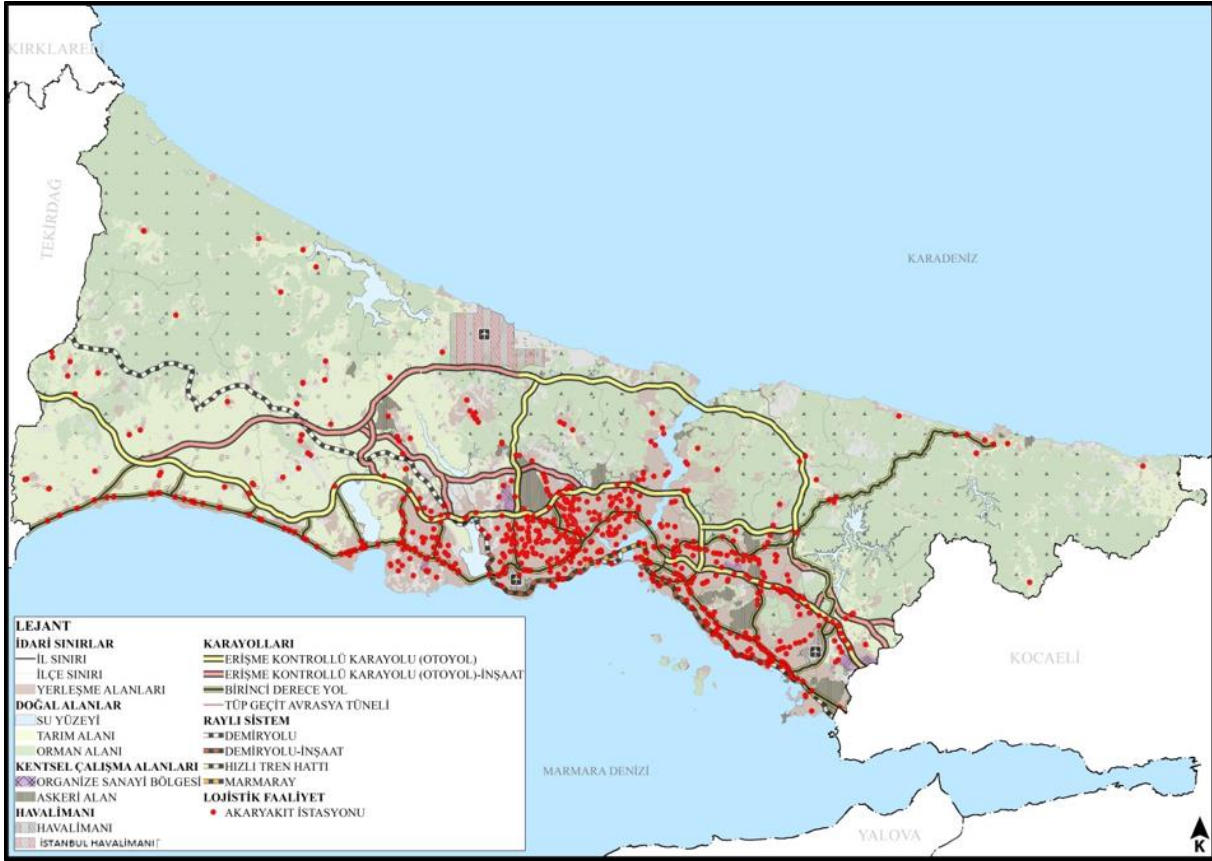 KIRKLARELİ
TEKİRDAĞ
KARADENİZ
KOCAELİ
MARMARA DENİZİ
YALOVA
K
LEJANT
İDARİ SINIRLAR
İL SINIRI
İLÇE SINIRI
YERLEŞME ALANLARI
DOĞAL ALANLAR
SU YÜZEYİ
TARIM ALANI
ORMAN ALANI
KENTSEL ÇALIŞMA ALANLARI
ORGANİZE SANAYİ BÖLGESİ
ASKERİ ALAN
HAVALİMANI
HAVALİMANI
İSTANBUL HAVALİMANI
KARAYOLLARI
ERİŞME KONTROLLÜ KARAYOLU (OTOYOL)
ERİŞME KONTROLLÜ KARAYOLU (OTOYOL)-İNŞAAT
BİRİNCİ DERECE YOL
TÜP GEÇİT AVRASYA TÜNELİ
RAYLI SİSTEM
DEMİRYOLU
DEMİRYOLU-İNŞAAT
HIZLI TREN HATTI
MARMARAY
LOJİSTİK FAALİYET
AKARYAKIT İSTASYONU